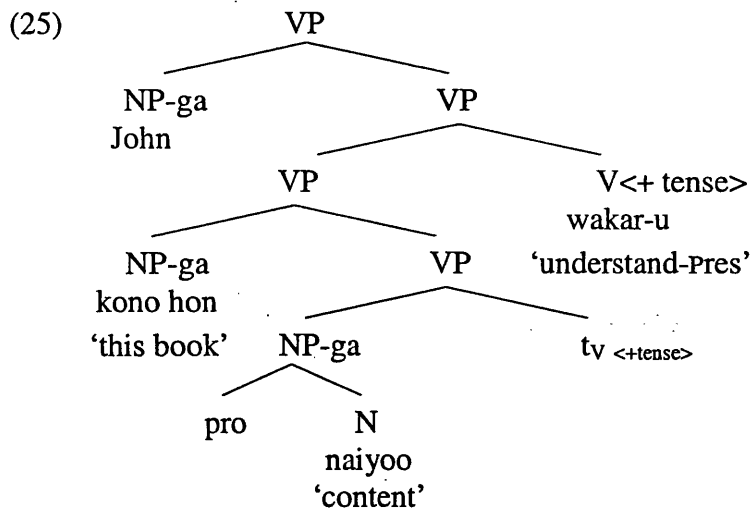 (25) VP
NP-ga VP
John
VP V<+ tense>
wakar-u
NP-ga VP 'understand-Pres'
kono hon
'this book' NP-ga tV <+tense>
pro N
naiyoo
'content'